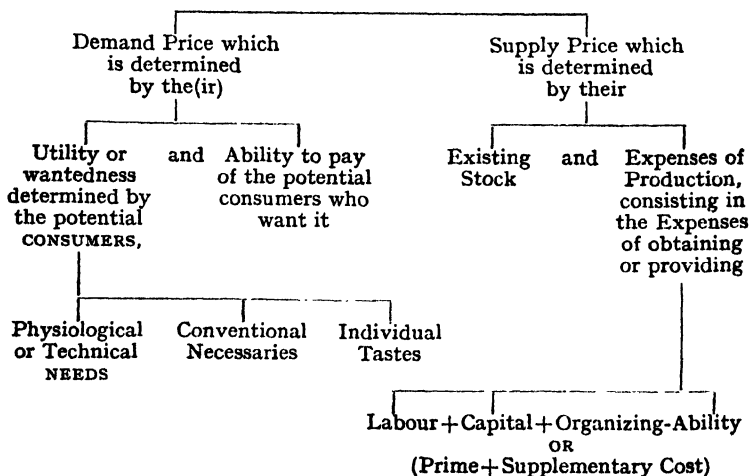 Demand Price which
is determined
by the(ir)
Supply Price which
is determined
by their
Utility or
wantedness
determined by
the potential
CONSUMERS,
and
Ability to pay
of the potential
consumers who
want it
Existing
Stock
and
Expenses of
Production,
consisting in
the Expenses
of obtaining
or providing
Physiological
or Technical
NEEDS
Conventional
Necessaries
Individual
Tastes
Labour+Capital+Organizing-Ability
OR
(Prime+Supplementary Cost)